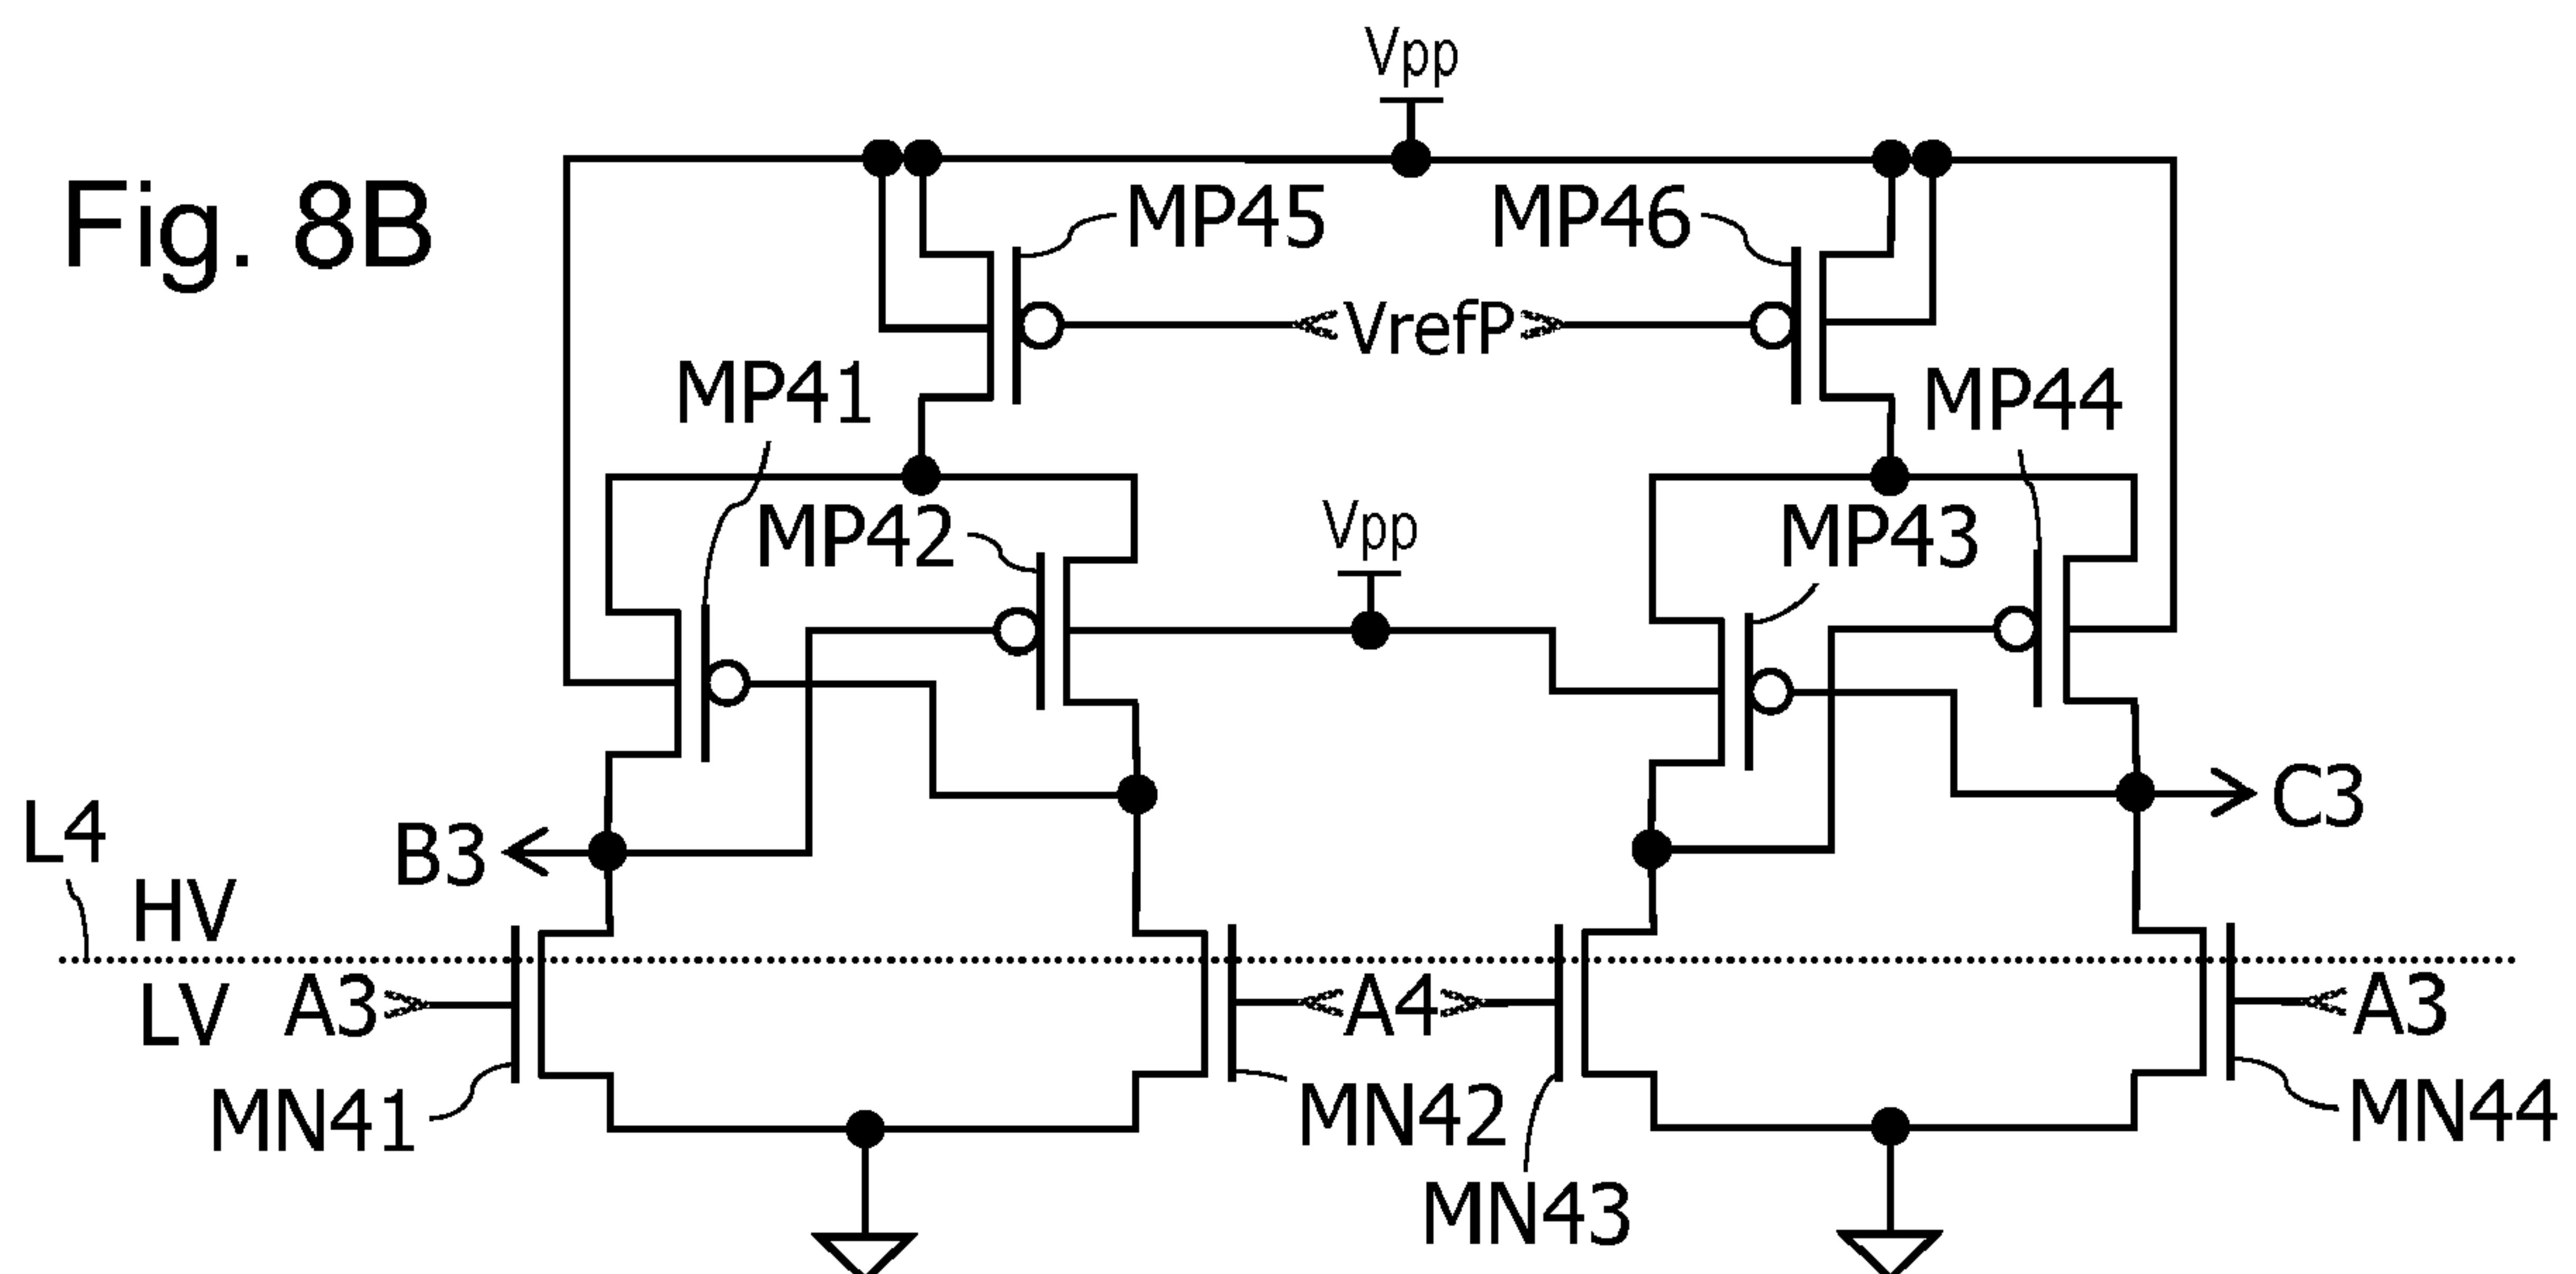 Vpp
Fig. 8B
MP45
MP46
VrefP
MP41
MP44
MP42
Vpp
MP43
L4
B3
C3
HV
LV
A3
A4
A3
MN41
MN42
MN44
MN43